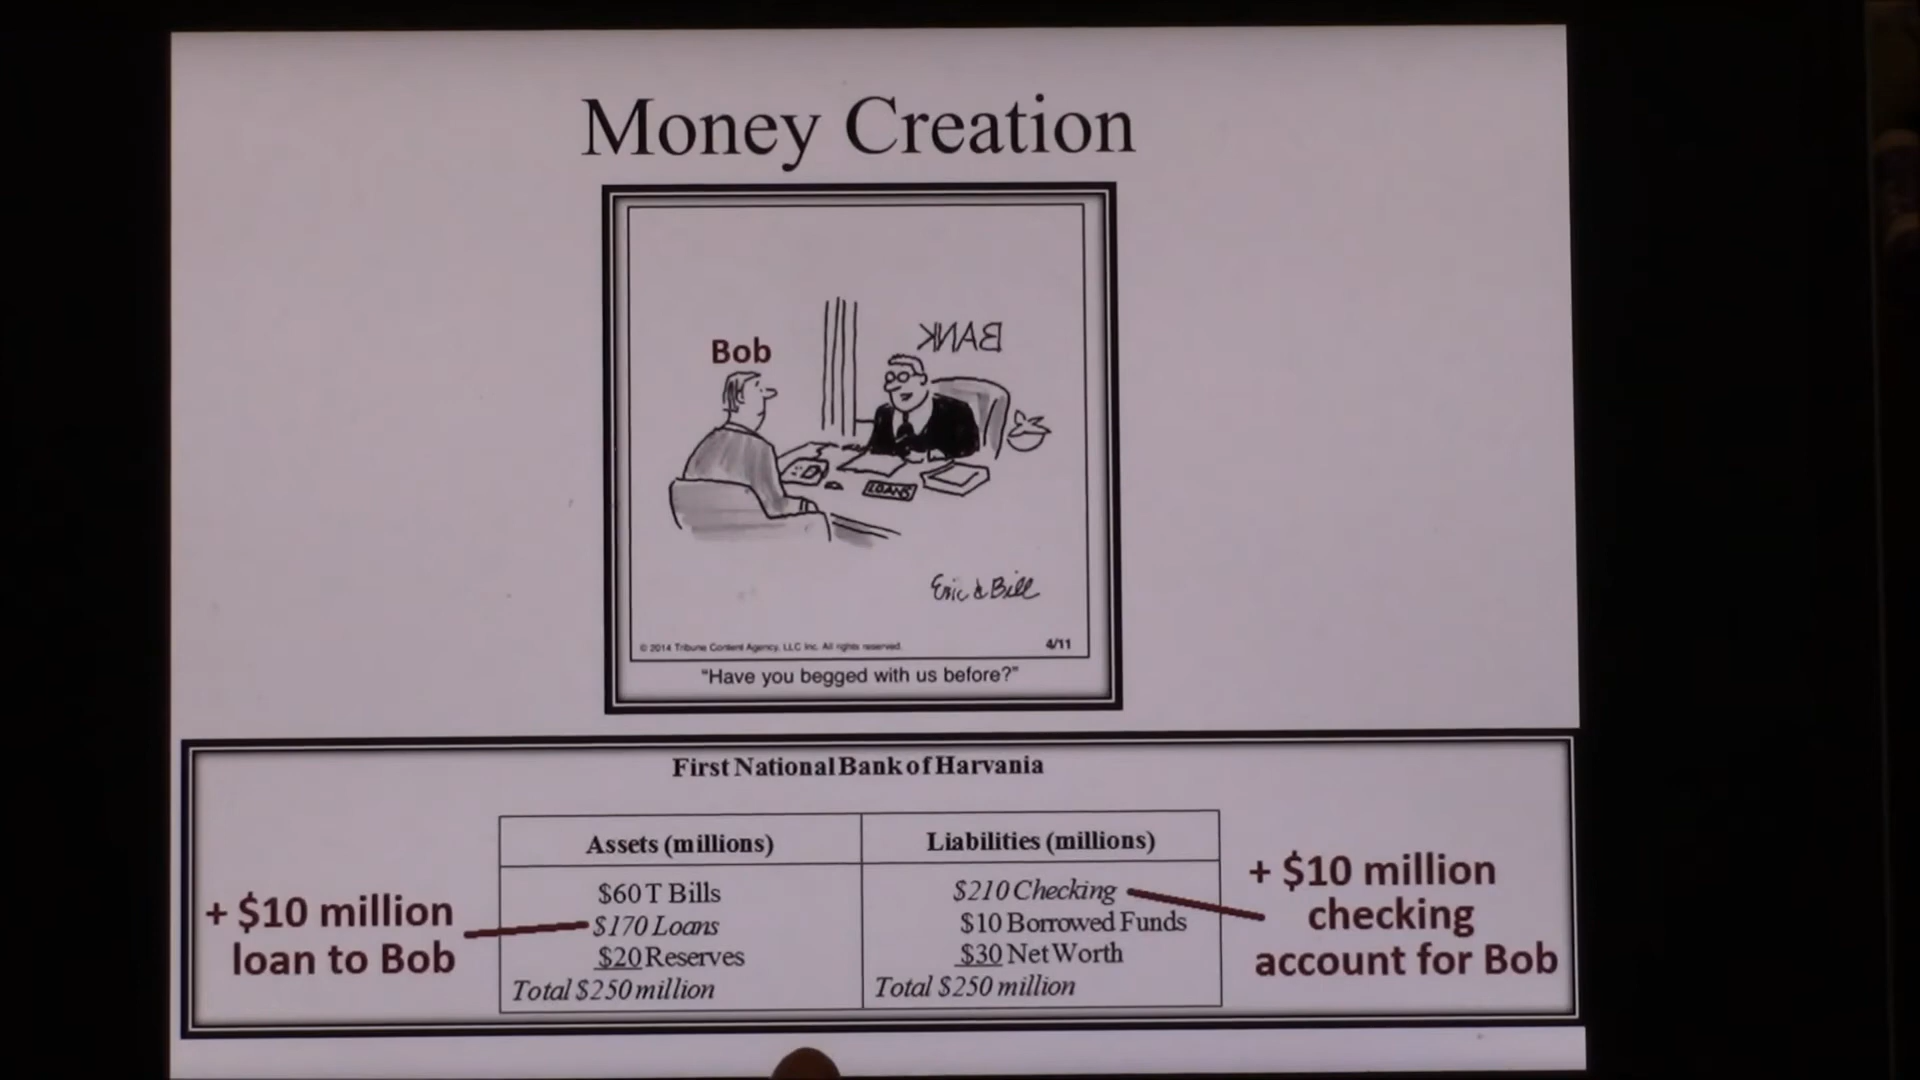 Money Creation
Bob
BANK
LOANS
Eric & Bill
© 2014 Tribune Content Agency, LLC Inc. All rights reserved.
4/11
“Have you begged with us before?”
First National Bank of Harvania
Assets (millions)
Liabilities (millions)
$60 T Bills
$170 Loans
$20 Reserves
Total $250 million
$210 Checking
$10 Borrowed Funds
$30 Net Worth
Total $250 million
+ $10 million
loan to Bob
+ $10 million
checking
account for Bob